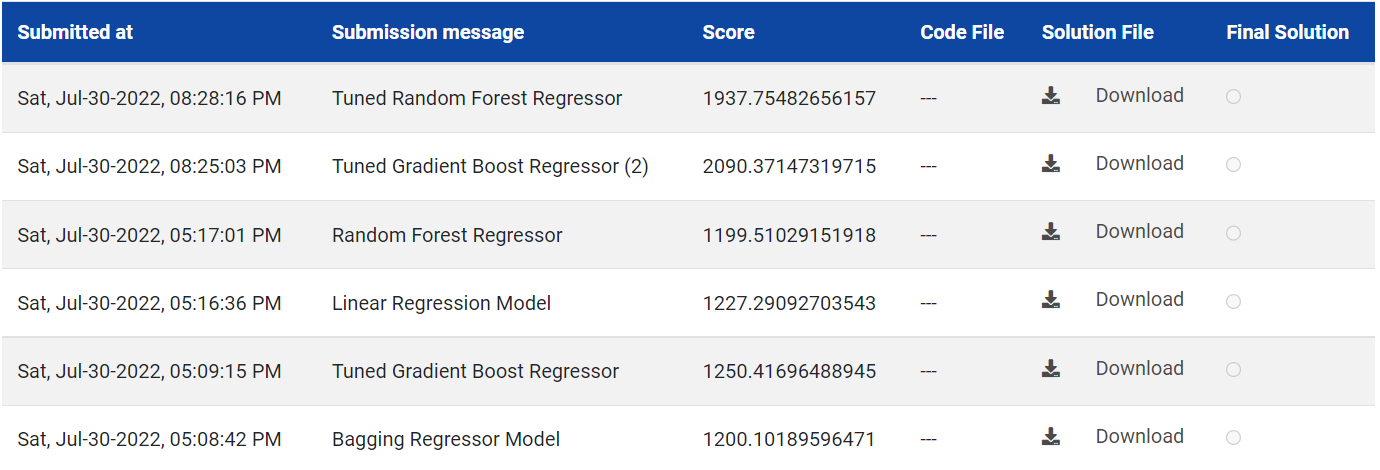 Submitted at Submission message Score Code File Solution File Final Solution
Sat, Jul-30-2022, 08:28:16 PM Tuned Random Forest Regressor 1937.75482656157 --- Download
Sat, Jul-30-2022, 08:25:03 PM Tuned Gradient Boost Regressor (2) 2090.37147319715 --- Download
Sat, Jul-30-2022, 05:17:01 PM Random Forest Regressor 1199.51029151918 --- Download
Sat, Jul-30-2022, 05:16:36 PM Linear Regression Model 1227.29092703543 --- Download
Sat, Jul-30-2022, 05:09:15 PM Tuned Gradient Boost Regressor 1250.41696488945 --- Download
Sat, Jul-30-2022, 05:08:42 PM Bagging Regressor Model 1200.10189596471 --- Download